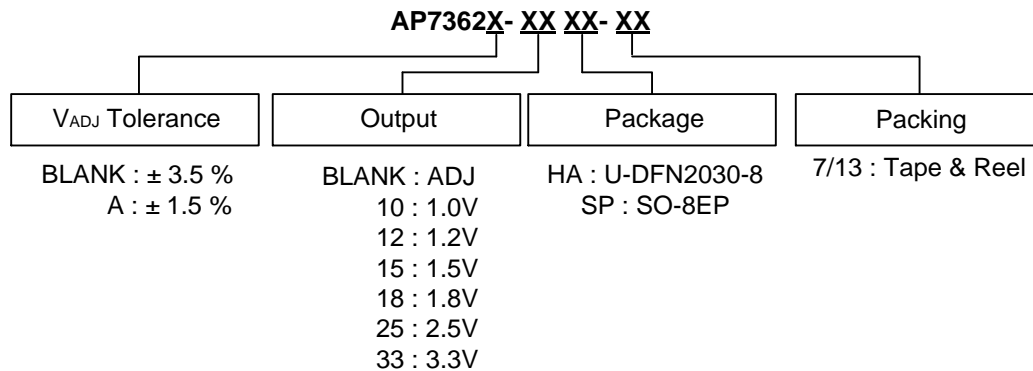 AP7362X- XX XX- XX
VADJ Tolerance
Output
Package
Packing
BLANK : ± 3.5 %
A : ± 1.5 %
BLANK : ADJ
10 : 1.0V
12 : 1.2V
15 : 1.5V
18 : 1.8V
25 : 2.5V
33 : 3.3V
HA : U-DFN2030-8
SP : SO-8EP
7/13 : Tape & Reel